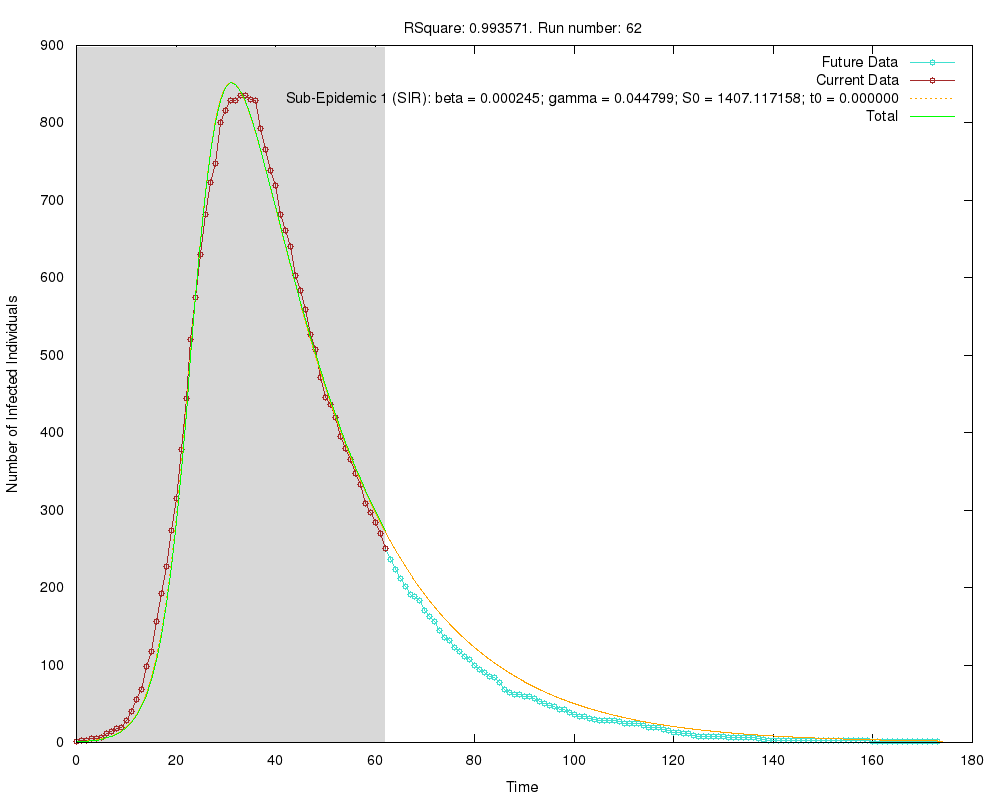 RSquare: 0.993571. Run number: 62
900
800
700
600
500
400
300
200
100
0
Number of Infected Individuals
Future Data
Current Data
Sub-Epidemic 1 (SIR): beta = 0.000245; gamma = 0.044799; S0 = 1407.117158; t0 = 0.000000
Total
0 20 40 60 80 100 120 140 160 180
Time